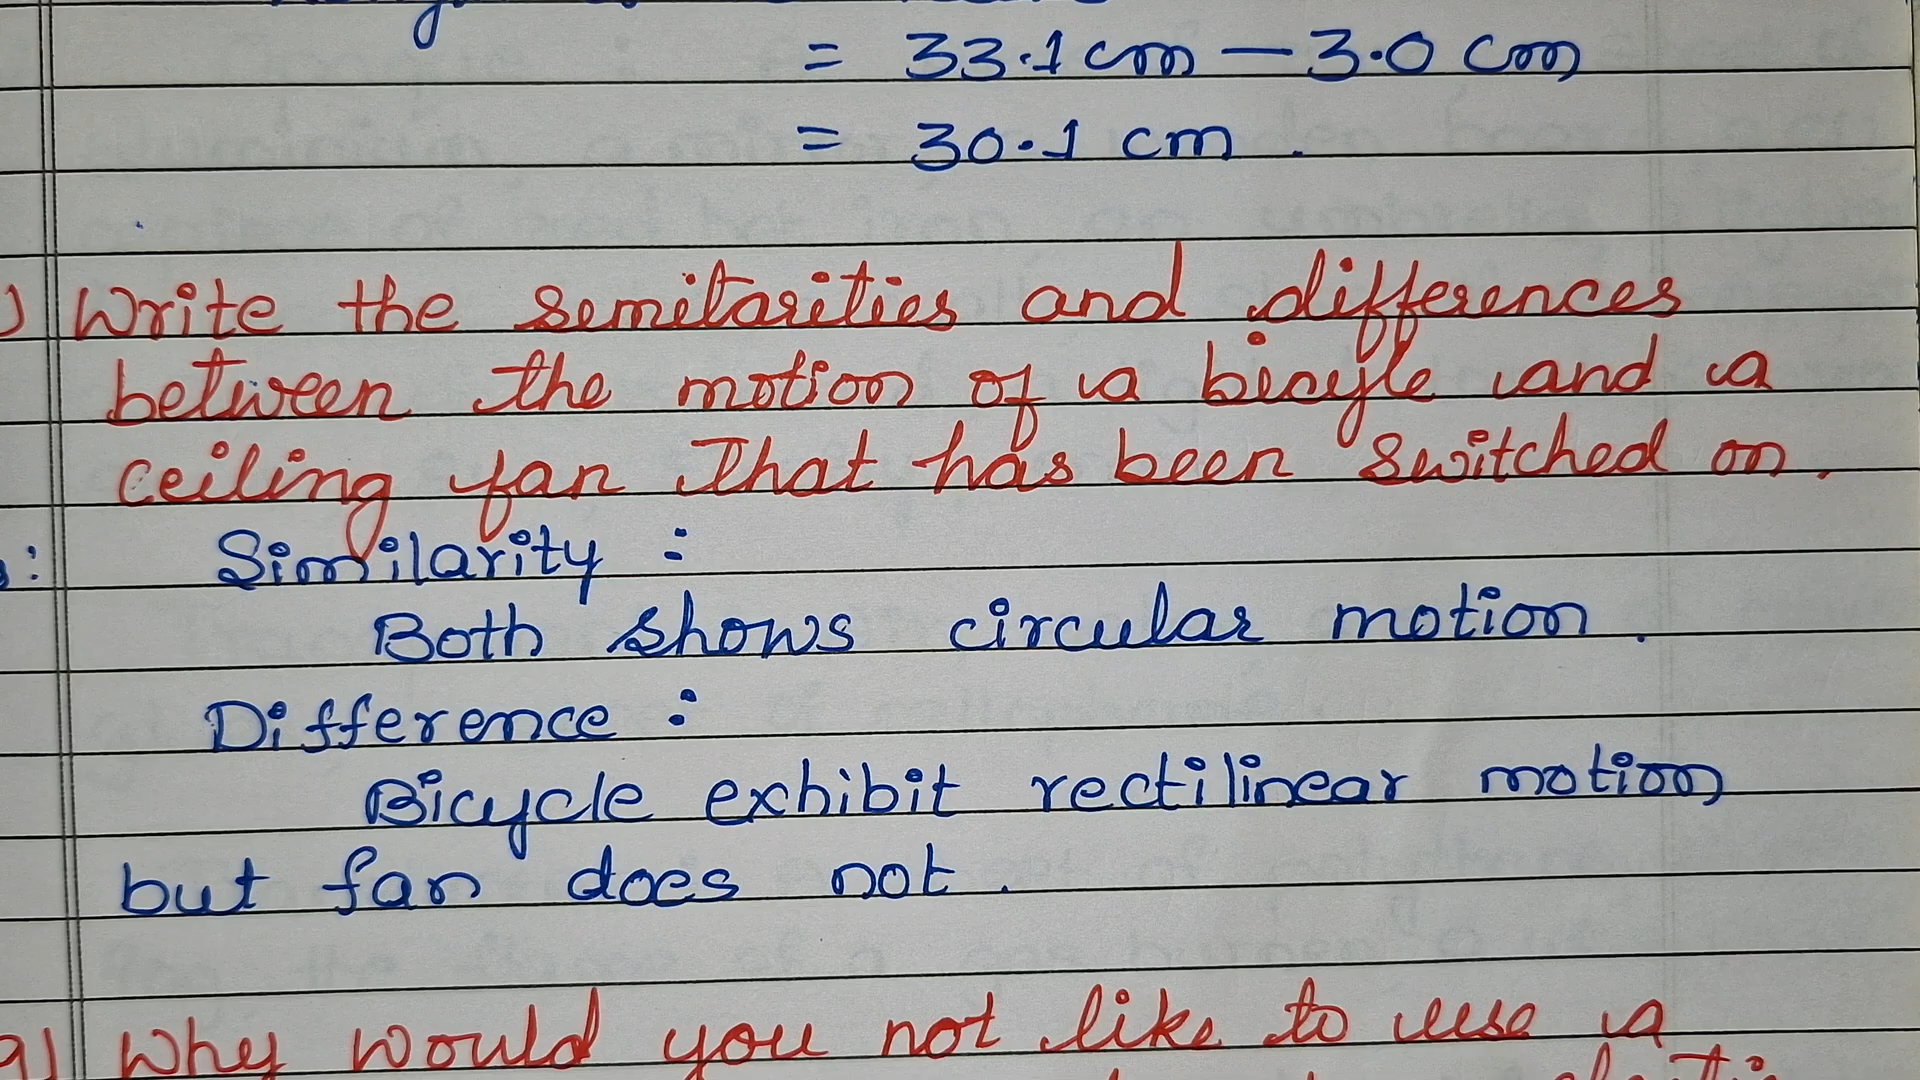 = 33.1 cm - 3.0 cm
= 30.1 cm.
) Write the semilarities and differences
between the motion of a bicyle and a
ceiling fan That has been switched on.
Similarity :
Both shows circular motion.
Difference :
Bicycle exhibit rectilinear motion
but fan does not.
9) Why would you not like to use a